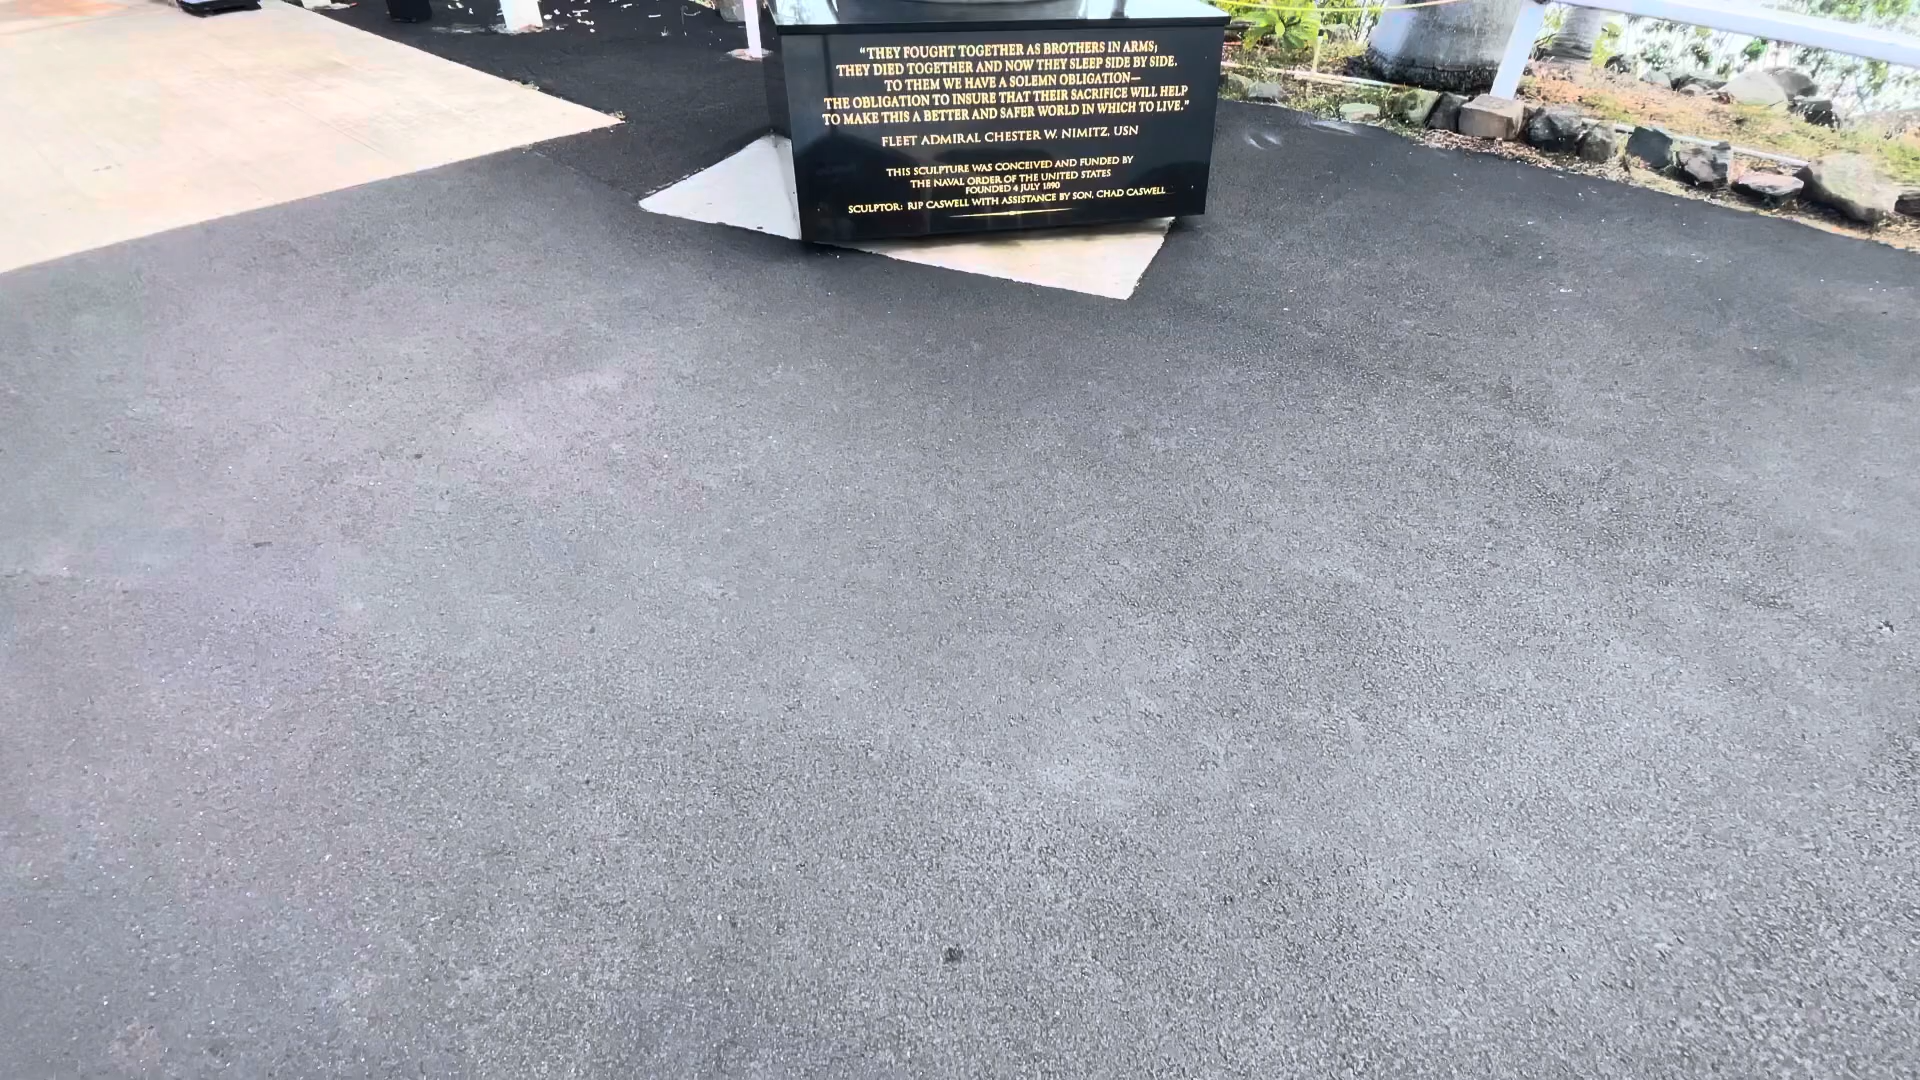 “THEY FOUGHT TOGETHER AS BROTHERS IN ARMS;
THEY DIED TOGETHER AND NOW THEY SLEEP SIDE BY SIDE.
TO THEM WE HAVE A SOLEMN OBLIGATION—
THE OBLIGATION TO INSURE THAT THEIR SACRIFICE WILL HELP
TO MAKE THIS A BETTER AND SAFER WORLD IN WHICH TO LIVE.”
FLEET ADMIRAL CHESTER W. NIMITZ, USN
THIS SCULPTURE WAS CONCEIVED AND FUNDED BY
THE NAVAL ORDER OF THE UNITED STATES
FOUNDED 4 JULY 1890
SCULPTOR: RIP CASWELL WITH ASSISTANCE BY SON, CHAD CASWELL